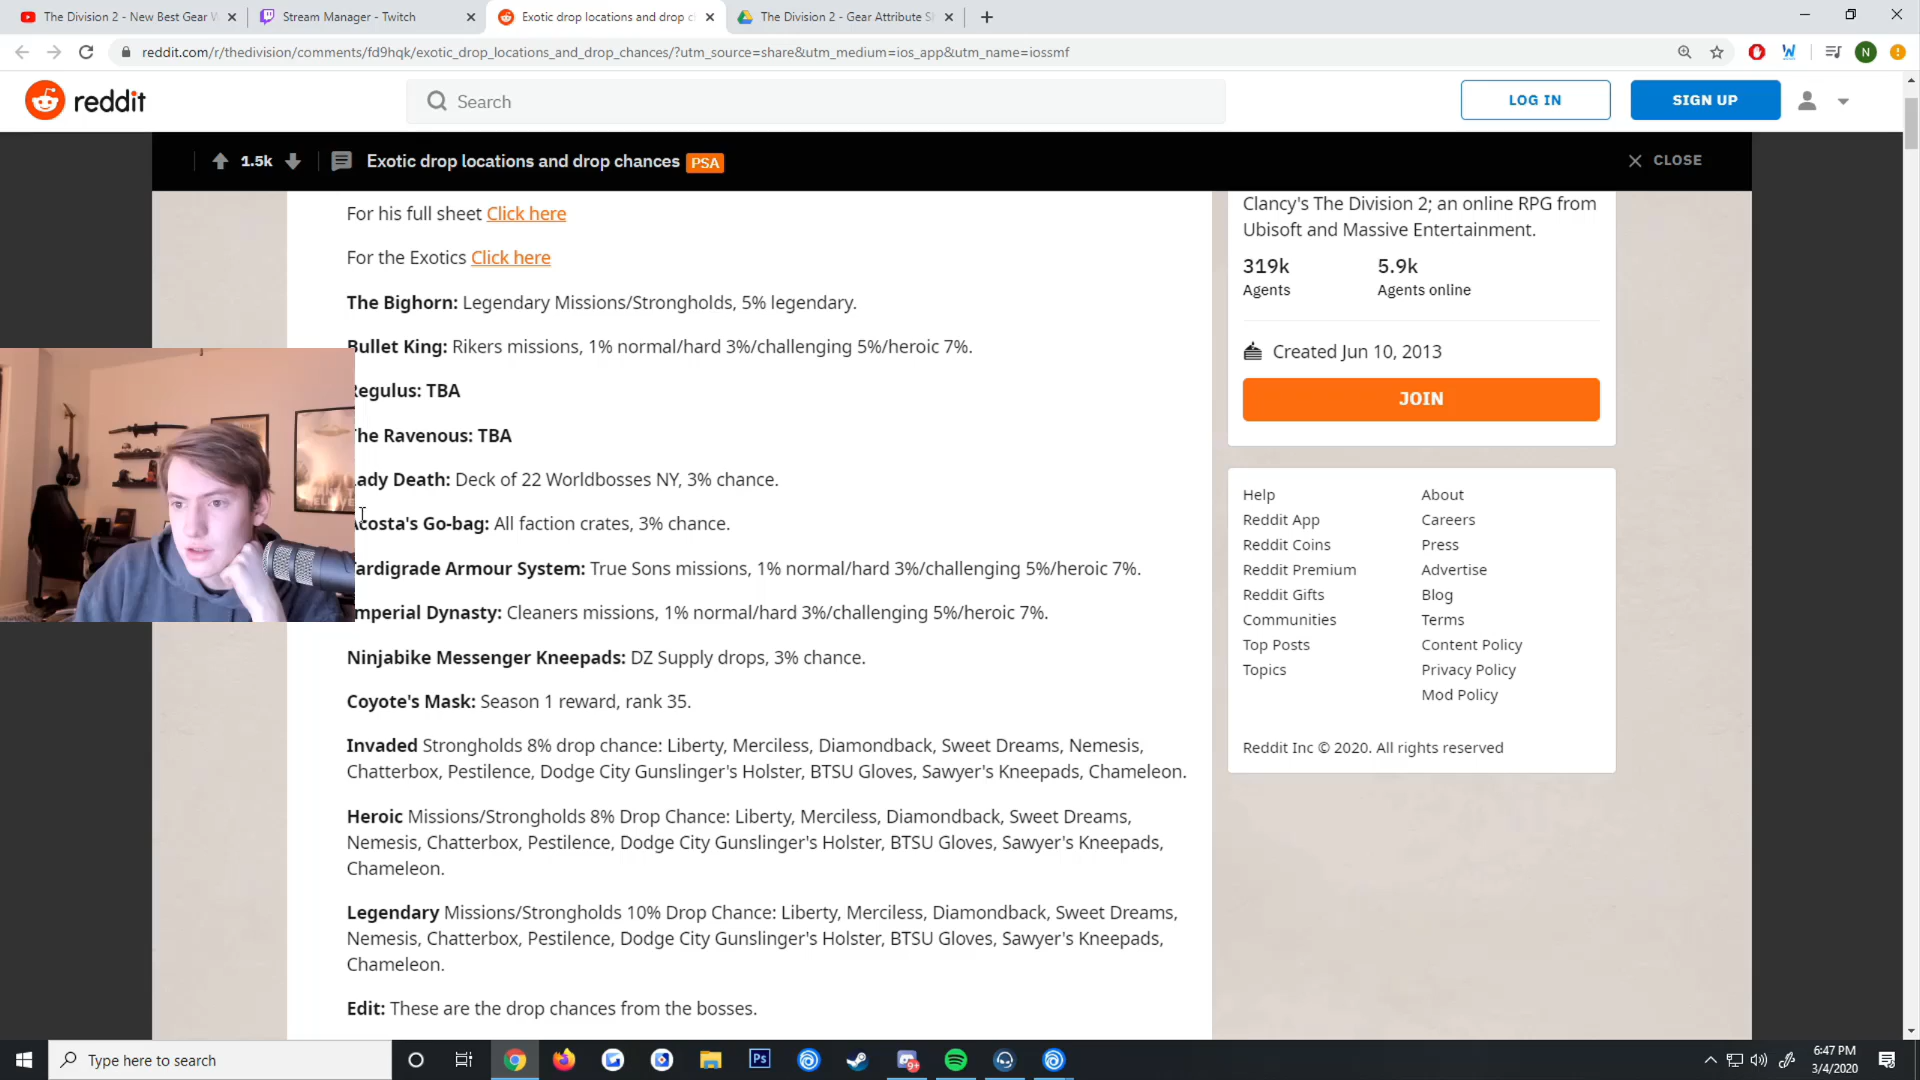 The Division 2 - New Best Gear
Stream Manager - Twitch
Exotic drop locations and drop c
The Division 2 - Gear Attribute S
reddit.com/r/thedivision/comments/fd9hqk/exotic_drop_locations_and_drop_chances/?utm_source=share&utm_medium=ios_app&utm_name=iossmf
N
reddit
Search
LOG IN
SIGN UP
1.5k
Exotic drop locations and drop chances PSA
CLOSE
For his full sheet Click here
For the Exotics Click here
The Bighorn: Legendary Missions/Strongholds, 5% legendary.
Bullet King: Rikers missions, 1% normal/hard 3%/challenging 5%/heroic 7%.
Regulus: TBA
The Ravenous: TBA
Lady Death: Deck of 22 Worldbosses NY, 3% chance.
Acosta's Go-bag: All faction crates, 3% chance.
Tardigrade Armour System: True Sons missions, 1% normal/hard 3%/challenging 5%/heroic 7%.
Imperial Dynasty: Cleaners missions, 1% normal/hard 3%/challenging 5%/heroic 7%.
Ninjabike Messenger Kneepads: DZ Supply drops, 3% chance.
Coyote's Mask: Season 1 reward, rank 35.
Invaded Strongholds 8% drop chance: Liberty, Merciless, Diamondback, Sweet Dreams, Nemesis,
Chatterbox, Pestilence, Dodge City Gunslinger's Holster, BTSU Gloves, Sawyer's Kneepads, Chameleon.
Heroic Missions/Strongholds 8% Drop Chance: Liberty, Merciless, Diamondback, Sweet Dreams,
Nemesis, Chatterbox, Pestilence, Dodge City Gunslinger's Holster, BTSU Gloves, Sawyer's Kneepads,
Chameleon.
Legendary Missions/Strongholds 10% Drop Chance: Liberty, Merciless, Diamondback, Sweet Dreams,
Nemesis, Chatterbox, Pestilence, Dodge City Gunslinger's Holster, BTSU Gloves, Sawyer's Kneepads,
Chameleon.
Edit: These are the drop chances from the bosses.
Clancy's The Division 2; an online RPG from
Ubisoft and Massive Entertainment.
319k
5.9k
Agents
Agents online
Created Jun 10, 2013
JOIN
Help
About
Reddit App
Careers
Reddit Coins
Press
Reddit Premium
Advertise
Reddit Gifts
Blog
Communities
Terms
Top Posts
Content Policy
Topics
Privacy Policy
Mod Policy
Reddit Inc © 2020. All rights reserved
Type here to search
Ps
9+
6:47 PM
3/4/2020